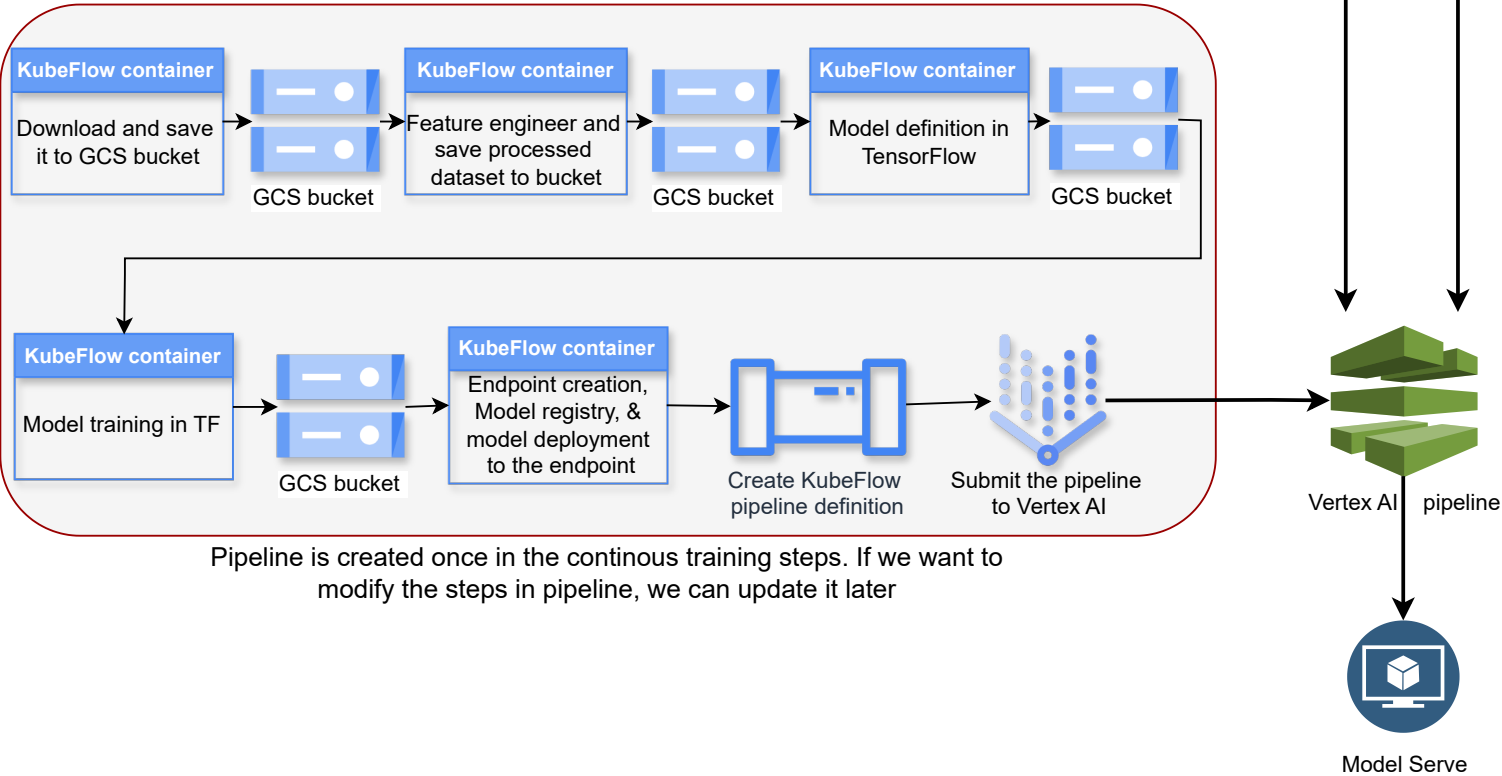 KubeFlow container
Download and save
it to GCS bucket
GCS bucket
KubeFlow container
Feature engineer and
save processed
dataset to bucket
GCS bucket
KubeFlow container
Model definition in
TensorFlow
GCS bucket
KubeFlow container
Model training in TF
GCS bucket
KubeFlow container
Endpoint creation,
Model registry, &
model deployment
to the endpoint
Create KubeFlow
pipeline definition
Submit the pipeline
to Vertex AI
Vertex AI pipeline
Pipeline is created once in the continous training steps. If we want to
modify the steps in pipeline, we can update it later
Model Serve